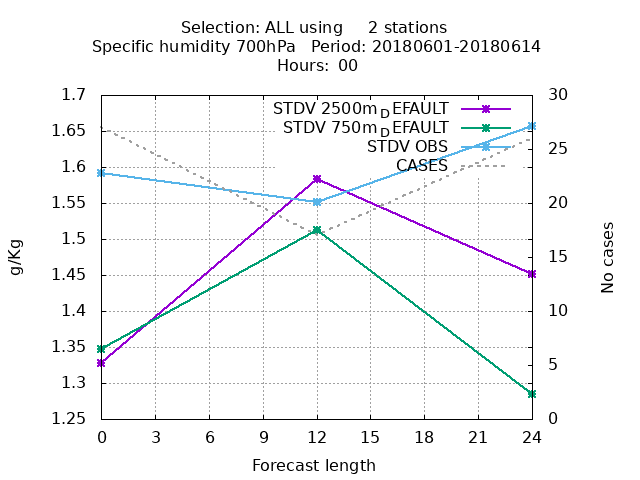 Selection: ALL using     2 stations
Specific humidity 700hPa   Period: 20180601-20180614
Hours: 00
1.7
1.65
1.6
1.55
1.5
1.45
1.4
1.35
1.3
1.25
g/Kg
STDV 2500m_DEFAULT
STDV 750m_DEFAULT
STDV OBS
CASES
30
25
20
15
10
5
0
No cases
0 3 6 9 12 15 18 21 24
Forecast length